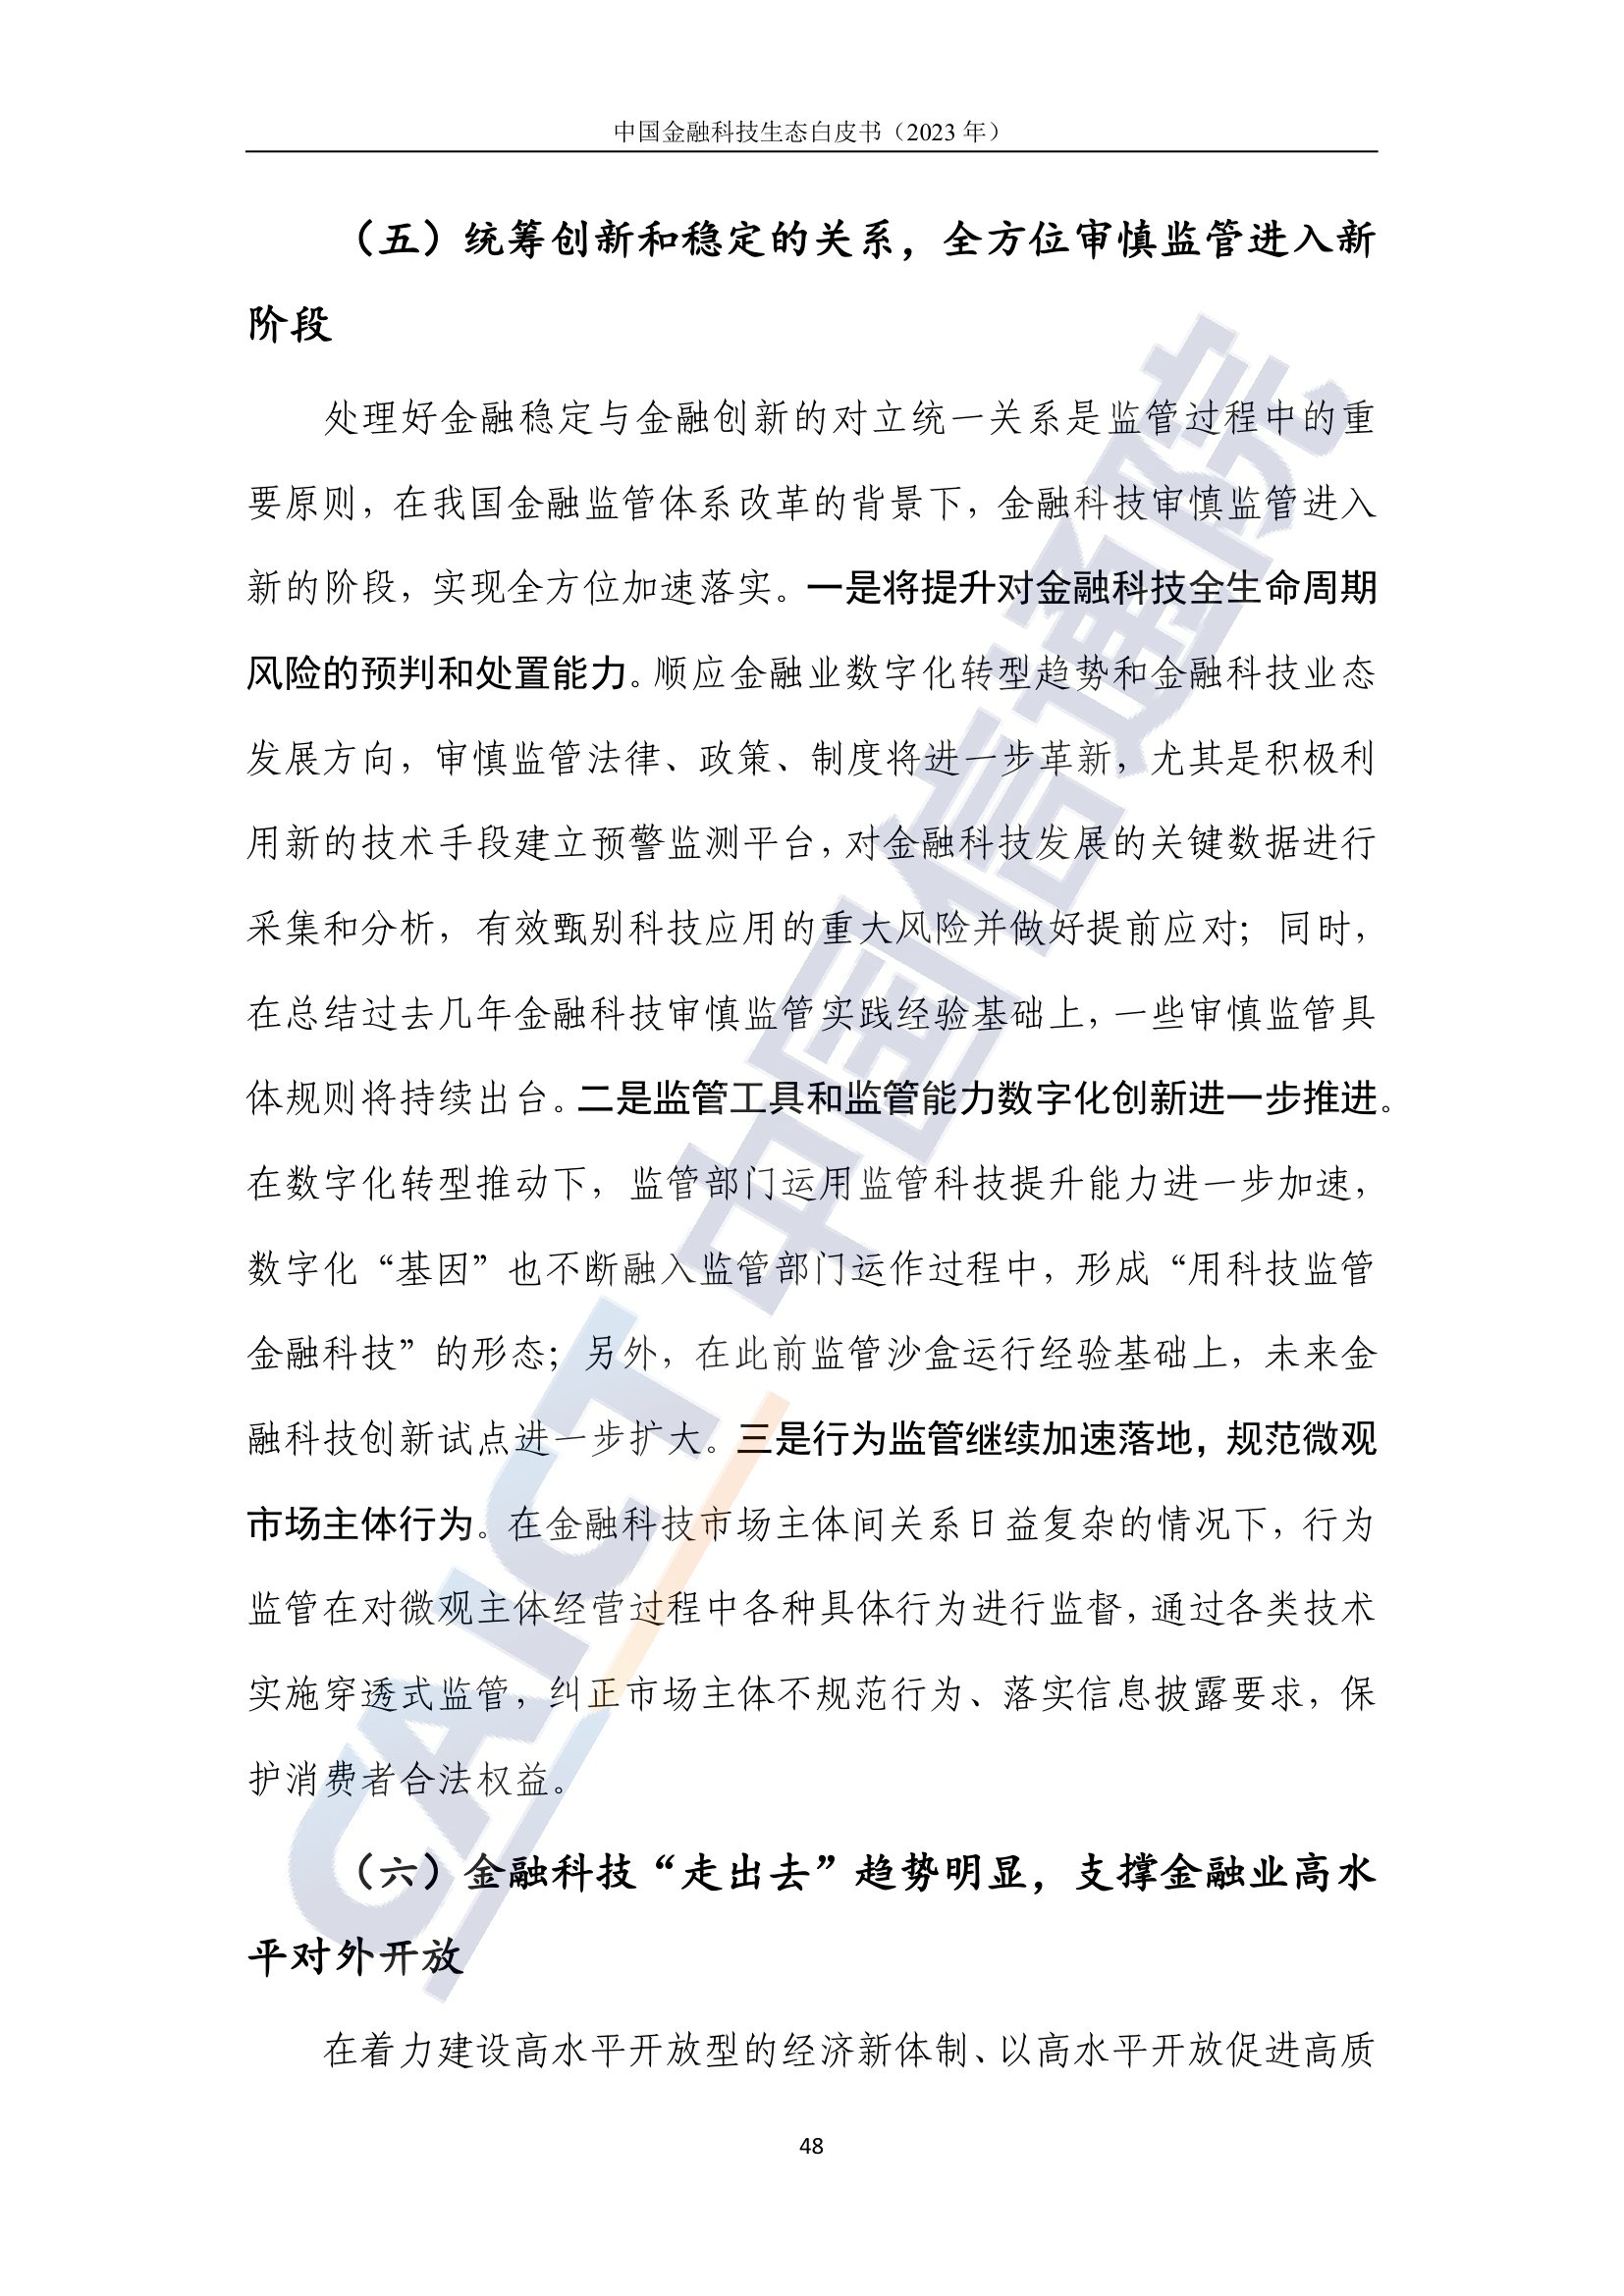 中国金融科技生态白皮书（2023 年）
（五）统筹创新和稳定的关系，全方位审慎监管进入新
阶段
处理好金融稳定与金融创新的对立统一关系是监管过程中的重
要原则，在我国金融监管体系改革的背景下，金融科技审慎监管进入
新的阶段，实现全方位加速落实。一是将提升对金融科技全生命周期
风险的预判和处置能力。顺应金融业数字化转型趋势和金融科技业态
发展方向，审慎监管法律、政策、制度将进一步革新，尤其是积极利
用新的技术手段建立预警监测平台，对金融科技发展的关键数据进行
采集和分析，有效甄别科技应用的重大风险并做好提前应对；同时，
在总结过去几年金融科技审慎监管实践经验基础上，一些审慎监管具
体规则将持续出台。二是监管工具和监管能力数字化创新进一步推进。
在数字化转型推动下，监管部门运用监管科技提升能力进一步加速，
数字化“基因”也不断融入监管部门运作过程中，形成“用科技监管
金融科技”的形态；另外，在此前监管沙盒运行经验基础上，未来金
融科技创新试点进一步扩大。三是行为监管继续加速落地，规范微观
市场主体行为。在金融科技市场主体间关系日益复杂的情况下，行为
监管在对微观主体经营过程中各种具体行为进行监督，通过各类技术
实施穿透式监管，纠正市场主体不规范行为、落实信息披露要求，保
护消费者合法权益。
（六）金融科技“走出去”趋势明显，支撑金融业高水
平对外开放
在着力建设高水平开放型的经济新体制、以高水平开放促进高质
48
CAICT 中国信通院